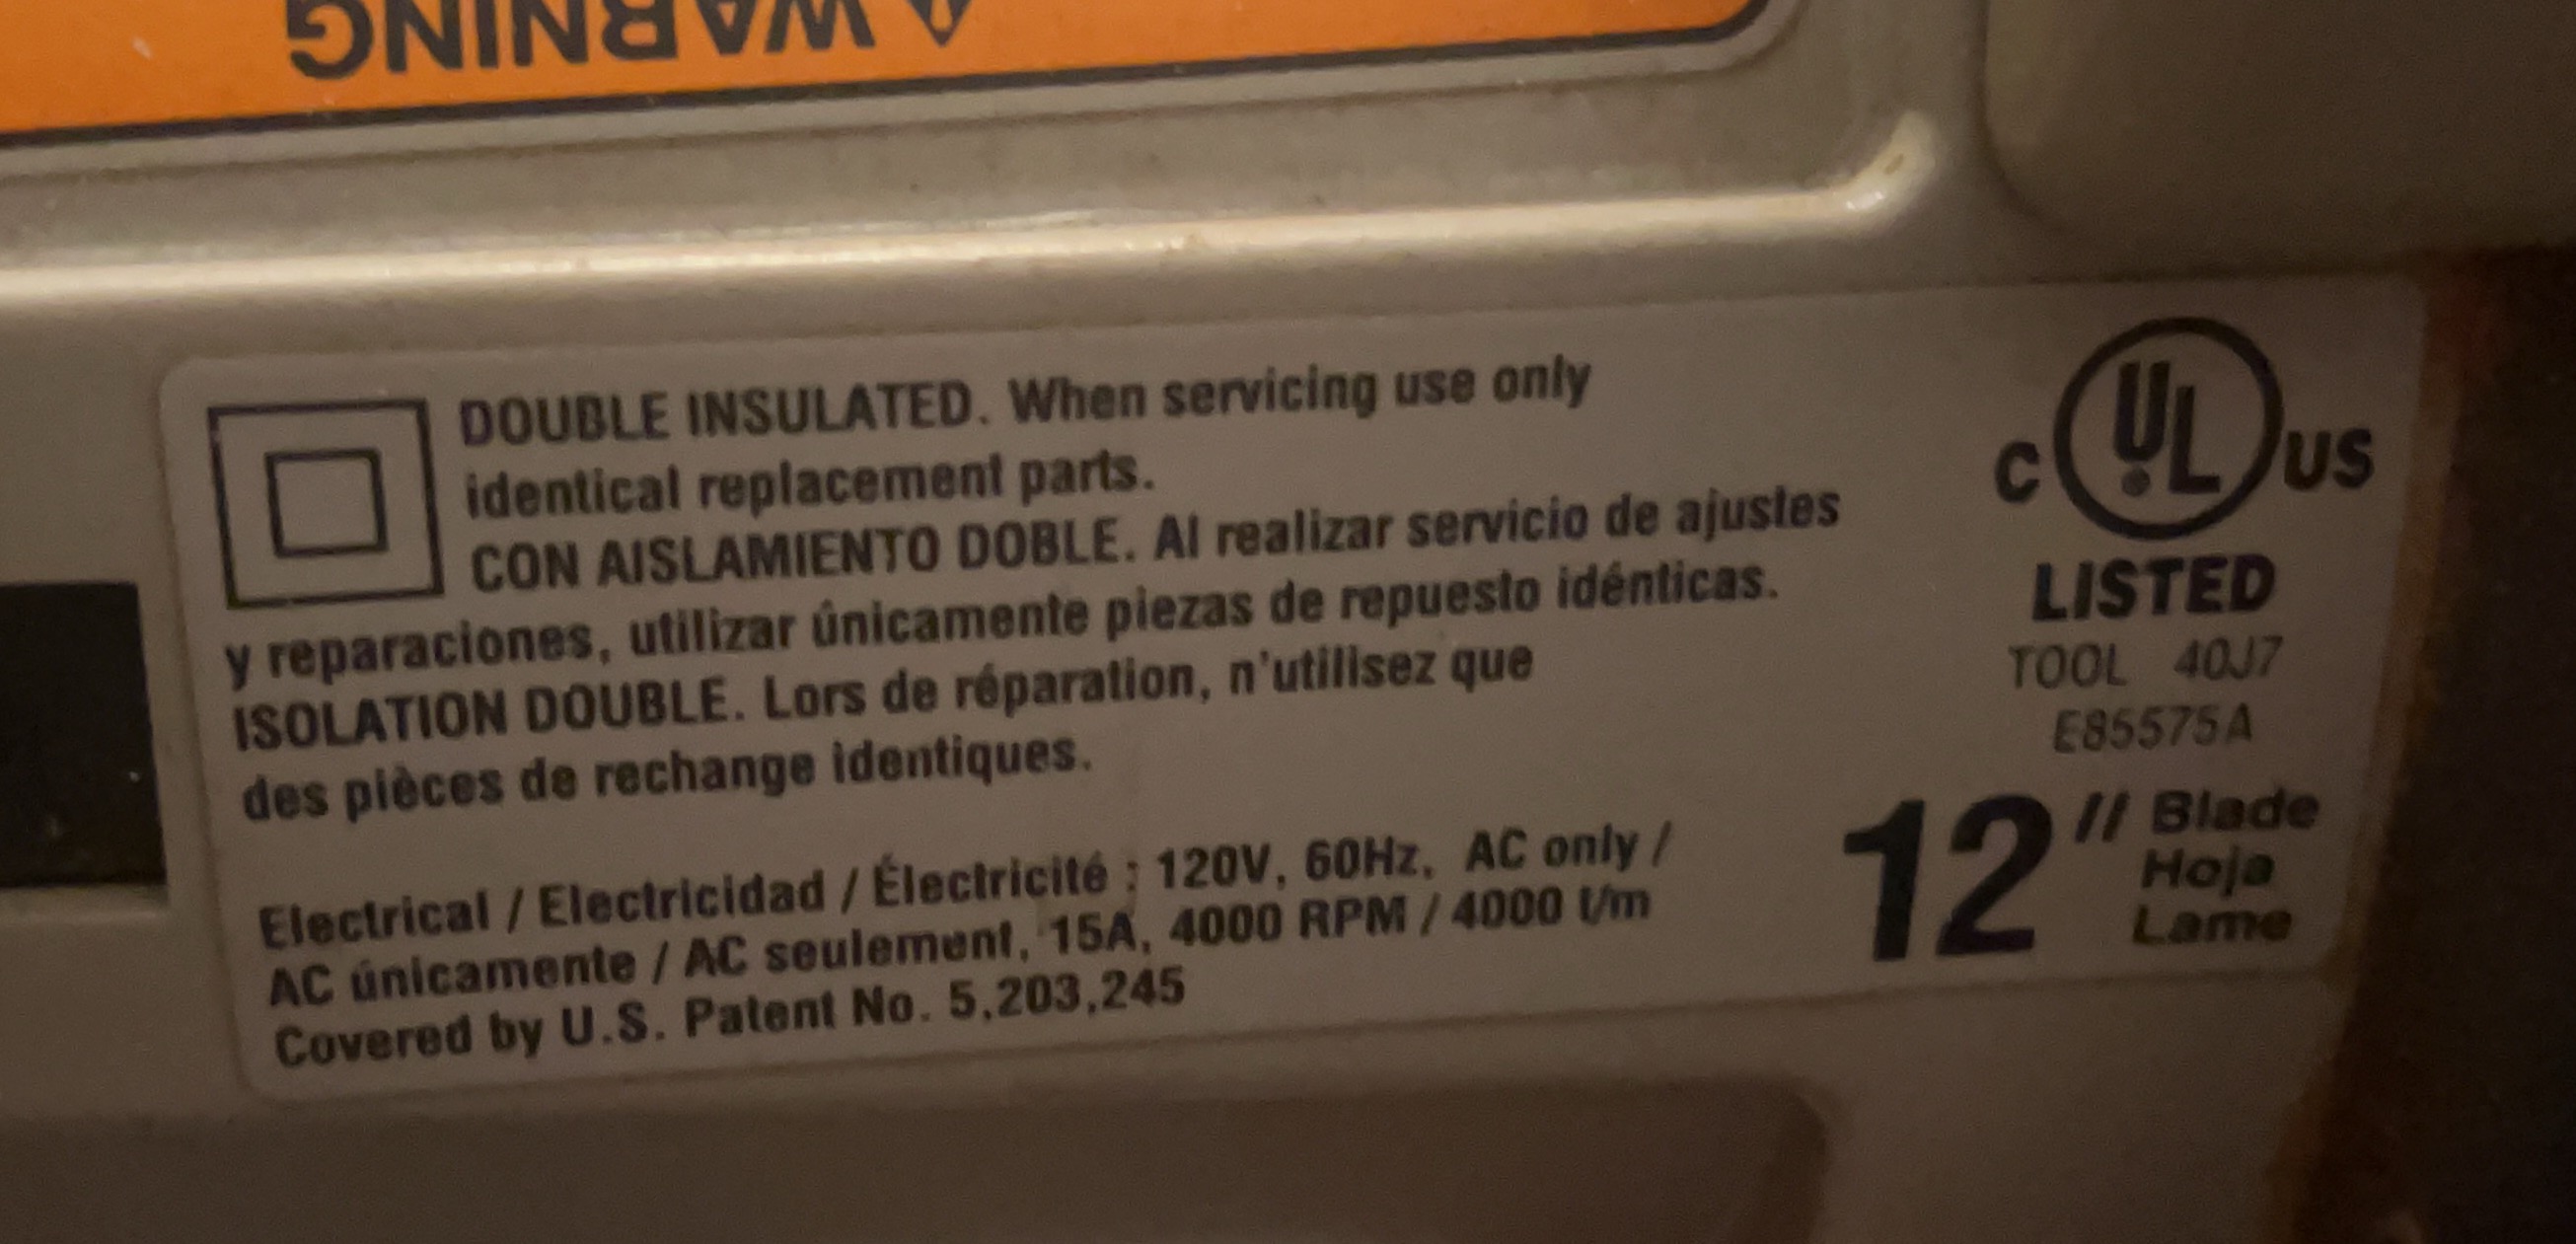 ⚠ WARNING
DOUBLE INSULATED. When servicing use only
identical replacement parts.
CON AISLAMIENTO DOBLE. Al realizar servicio de ajustes
y reparaciones, utilizar únicamente piezas de repuesto idénticas.
ISOLATION DOUBLE. Lors de réparation, n'utilisez que
des pièces de rechange identiques.
Electrical / Electricidad / Électricité : 120V, 60Hz, AC only /
AC únicamente / AC seulement, 15A, 4000 RPM / 4000 t/m
Covered by U.S. Patent No. 5,203,245
C UL US
LISTED
TOOL 40J7
E85575A
12" Blade
Hoja
Lame